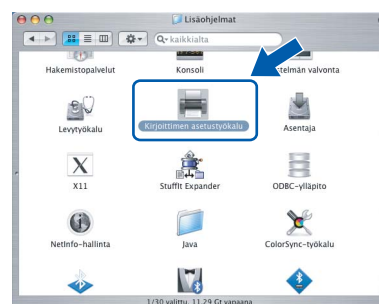 Lisäohjelmat
kaikkialta
Hakemistopalvelut
Konsoli
telmän valvonta
Levytyökalu
Kirjoittimen asetustyökalu
Asentaja
X11
StuffIt Expander
ODBC-ylläpito
NetInfo-hallinta
Java
ColorSync-työkalu
1/30 valittu, 11,29 Gt vapaana